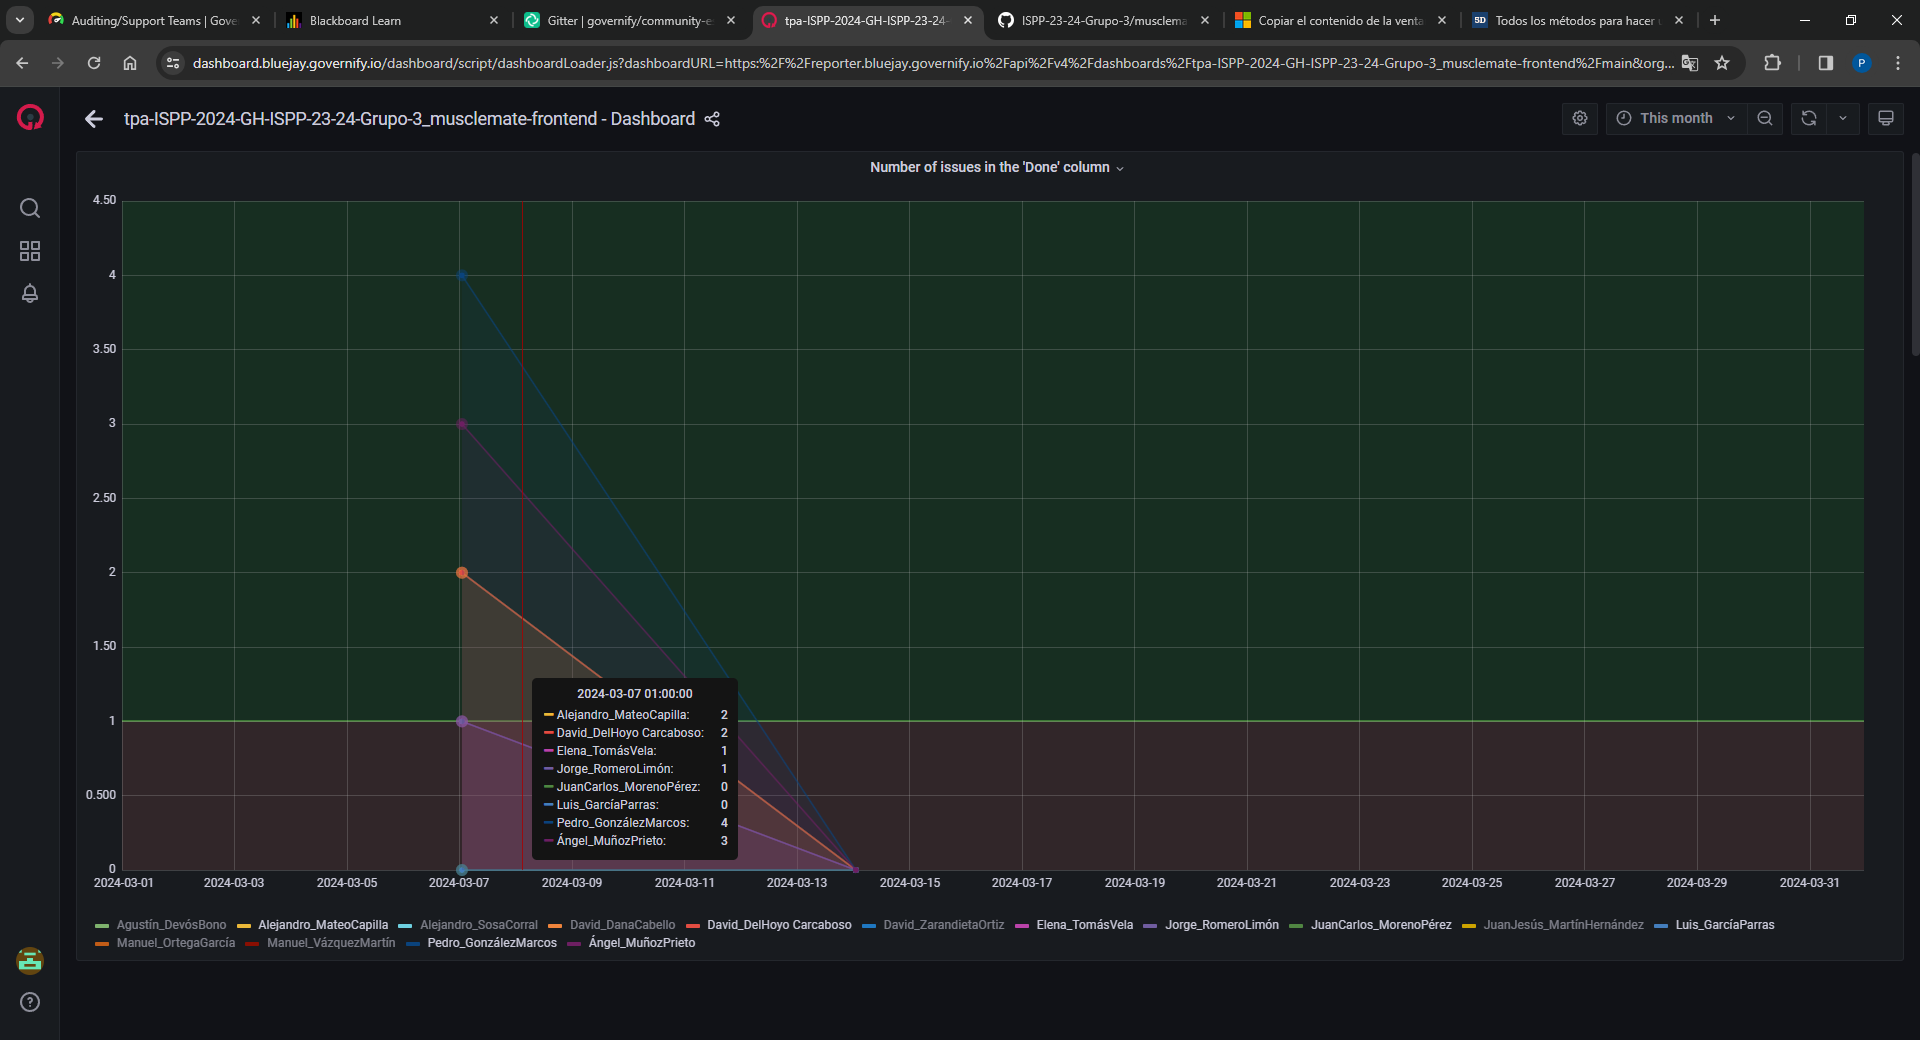 Auditing/Support Teams | Gove
Blackboard Learn
Gitter | governify/community-e
tpa-ISPP-2024-GH-ISPP-23-24-
ISPP-23-24-Grupo-3/musclema
Copiar el contenido de la venta
SD Todos los métodos para hacer u
dashboard.bluejay.governify.io/dashboard/script/dashboardLoader.js?dashboardURL=https:%2F%2Freporter.bluejay.governify.io%2Fapi%2Fv4%2Fdashboards%2Ftpa-ISPP-2024-GH-ISPP-23-24-Grupo-3_musclemate-frontend%2Fmain&org...
P
tpa-ISPP-2024-GH-ISPP-23-24-Grupo-3_musclemate-frontend - Dashboard
This month
Number of issues in the 'Done' column
4.50
4
3.50
3
2.50
2
1.50
1
0.500
0
2024-03-07 01:00:00
Alejandro_MateoCapilla: 2
David_DelHoyo Carcaboso: 2
Elena_TomásVela: 1
Jorge_RomeroLimón: 1
JuanCarlos_MorenoPérez: 0
Luis_GarcíaParras: 0
Pedro_GonzálezMarcos: 4
Ángel_MuñozPrieto: 3
2024-03-01 2024-03-03 2024-03-05 2024-03-07 2024-03-09 2024-03-11 2024-03-13 2024-03-15 2024-03-17 2024-03-19 2024-03-21 2024-03-23 2024-03-25 2024-03-27 2024-03-29 2024-03-31
Agustín_DevósBono Alejandro_MateoCapilla Alejandro_SosaCorral David_DanaCabello David_DelHoyo Carcaboso David_ZarandietaOrtiz Elena_TomásVela Jorge_RomeroLimón JuanCarlos_MorenoPérez JuanJesús_MartínHernández Luis_GarcíaParras
Manuel_OrtegaGarcía Manuel_VázquezMartín Pedro_GonzálezMarcos Ángel_MuñozPrieto